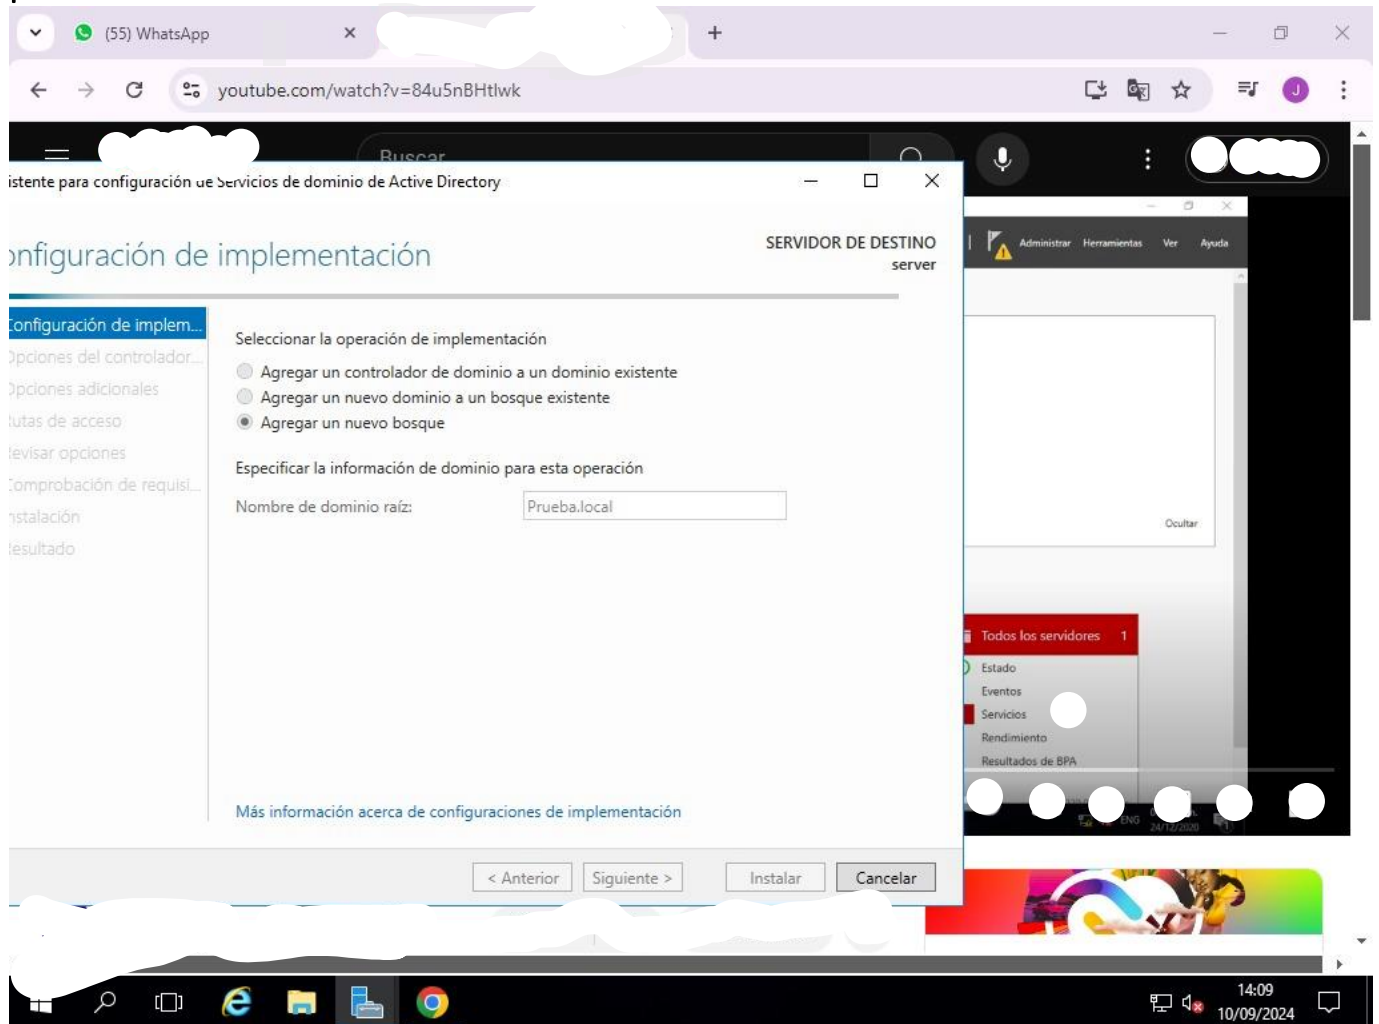 (55) WhatsApp
youtube.com/watch?v=84u5nBHtlwk
J
Buscar
istente para configuración de Servicios de dominio de Active Directory
onfiguración de implementación
SERVIDOR DE DESTINO
server
Administrar Herramientas Ver Ayuda
Configuración de implem...
Opciones del controlador...
Opciones adicionales
Rutas de acceso
Revisar opciones
Comprobación de requisi...
nstalación
Resultado
Seleccionar la operación de implementación
Agregar un controlador de dominio a un dominio existente
Agregar un nuevo dominio a un bosque existente
Agregar un nuevo bosque
Especificar la información de dominio para esta operación
Nombre de dominio raíz: Prueba.local
Ocultar
Todos los servidores 1
Estado
Eventos
Servicios
Rendimiento
Resultados de BPA
Más información acerca de configuraciones de implementación
ENG
24/12/2020
< Anterior Siguiente > Instalar Cancelar
14:09
10/09/2024